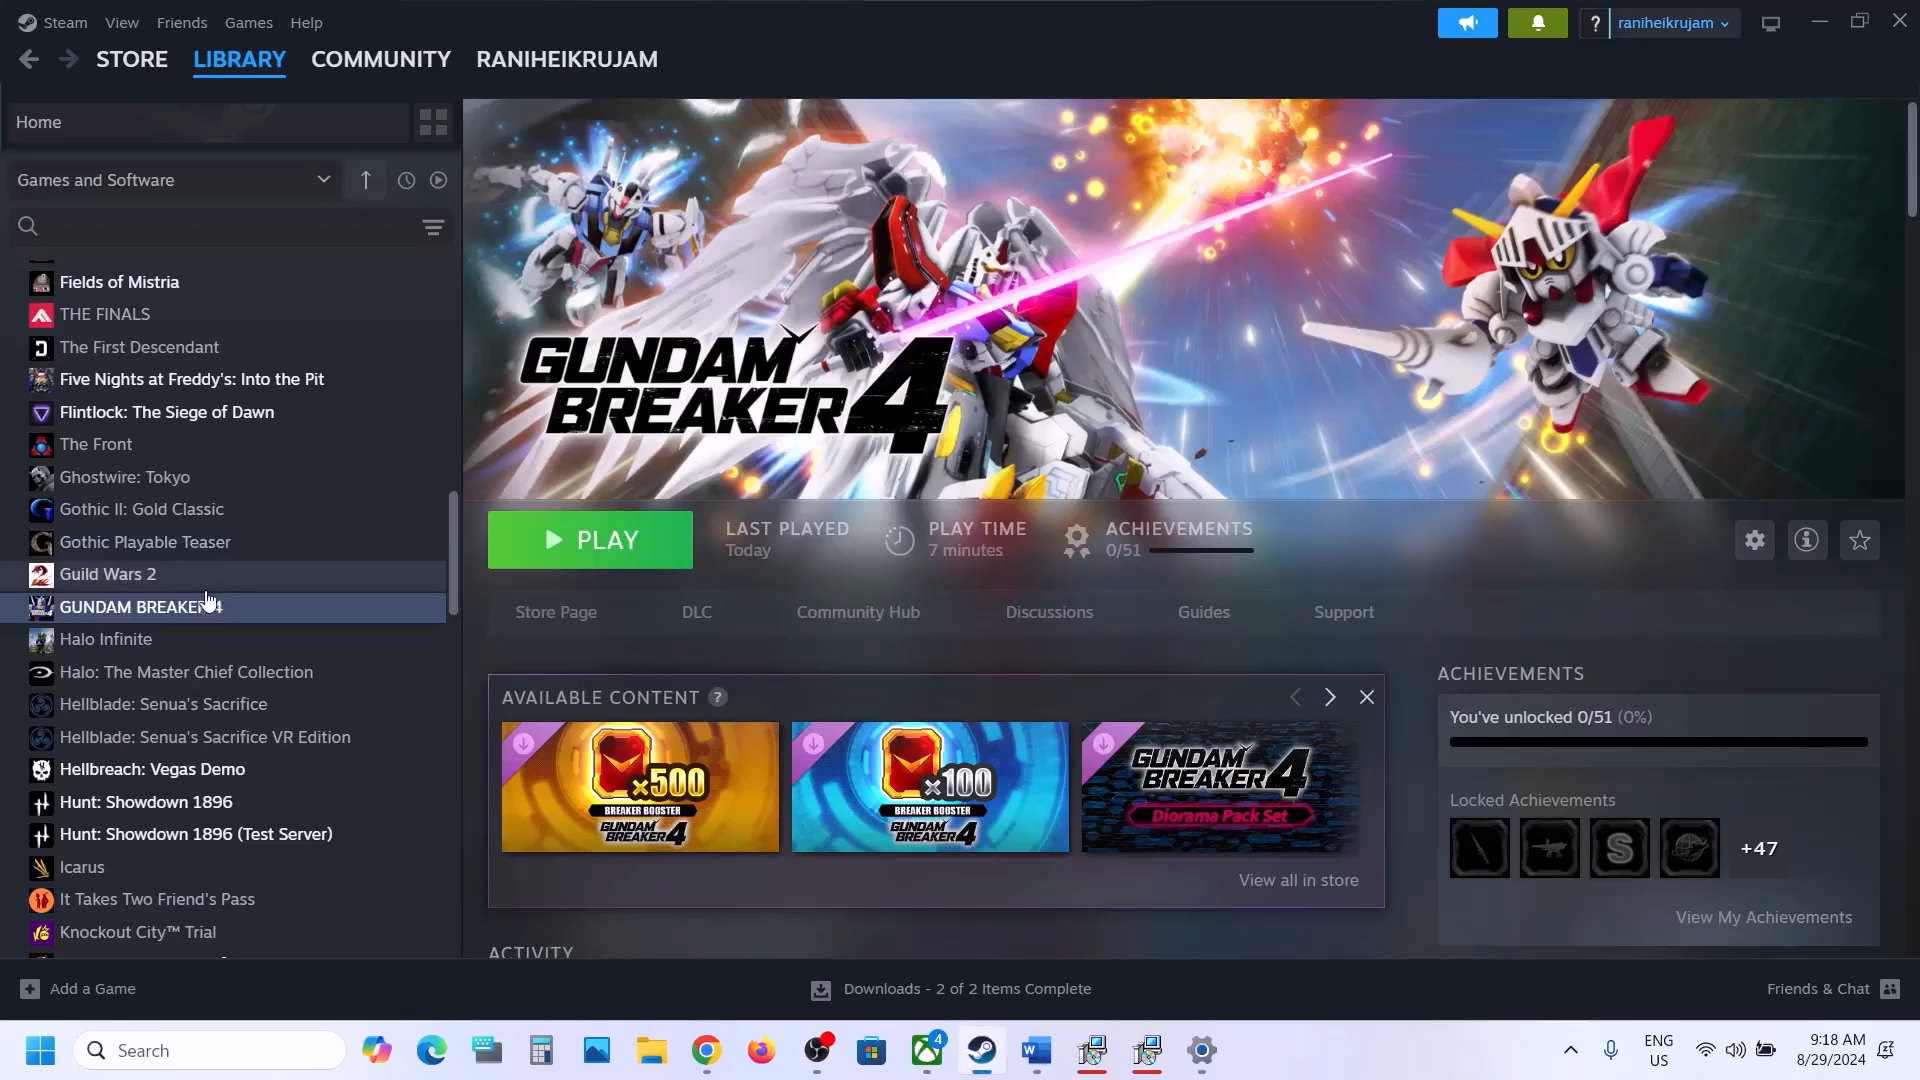 Steam View Friends Games Help
? raniheikrujam
STORE LIBRARY COMMUNITY RANIHEIKRUJAM
Home
Games and Software
Fields of Mistria
THE FINALS
The First Descendant
Five Nights at Freddy's: Into the Pit
Flintlock: The Siege of Dawn
The Front
Ghostwire: Tokyo
Gothic II: Gold Classic
Gothic Playable Teaser
Guild Wars 2
GUNDAM BREAKER 4
Halo Infinite
Halo: The Master Chief Collection
Hellblade: Senua's Sacrifice
Hellblade: Senua's Sacrifice VR Edition
Hellbreach: Vegas Demo
Hunt: Showdown 1896
Hunt: Showdown 1896 (Test Server)
Icarus
It Takes Two Friend's Pass
Knockout City™ Trial
GUNDAM
BREAKER 4
PLAY
LAST PLAYED
Today
PLAY TIME
7 minutes
ACHIEVEMENTS
0/51
Store Page DLC Community Hub Discussions Guides Support
AVAILABLE CONTENT ?
x500
BREAKER BOOSTER
GUNDAM BREAKER 4
x100
BREAKER BOOSTER
GUNDAM BREAKER 4
GUNDAM BREAKER 4
Diorama Pack Set
View all in store
ACTIVITY
ACHIEVEMENTS
You've unlocked 0/51 (0%)
Locked Achievements
S
+47
View My Achievements
Add a Game
Downloads - 2 of 2 Items Complete
Friends & Chat
Search
4
ENG
US
9:18 AM
8/29/2024